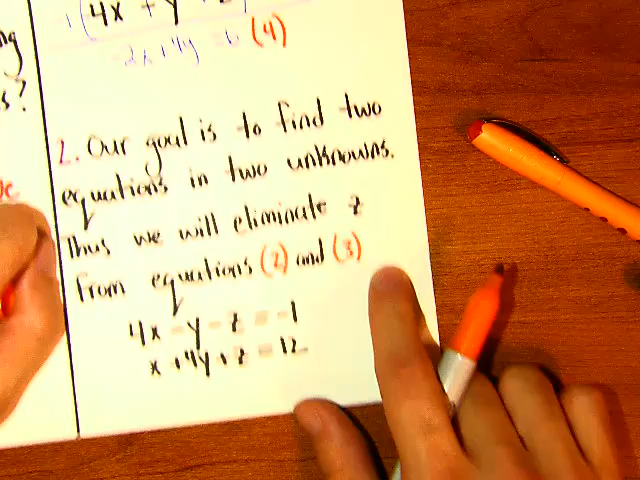 -2x+4y = 6 (4)
2. Our goal is to find two
equations in two unknowns.
Thus we will eliminate z
from equations (2) and (3)
4x - y - z = -1
x + 4y + z = 12